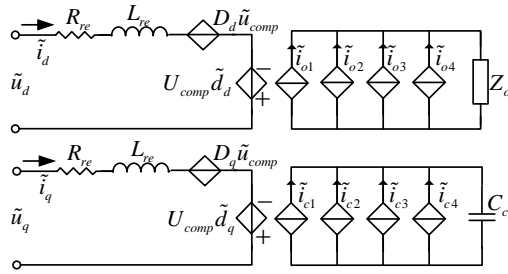 R_re L_re D_d ũ_comp
ĩ_d
ũ_d U_comp d̃_d − + ĩ_o1 ĩ_o2 ĩ_o3 ĩ_o4 Z_o
R_re L_re D_q ũ_comp
ĩ_q
ũ_q U_comp d̃_q − + ĩ_c1 ĩ_c2 ĩ_c3 ĩ_c4 C_c